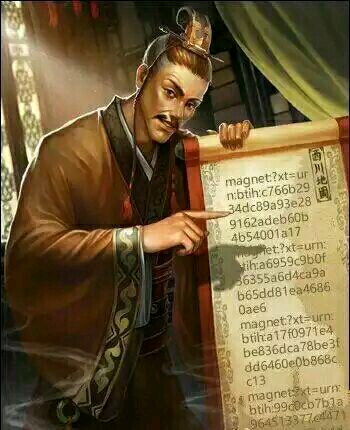 西川地圖
magnet:?xt=ur
n:btih:c766b29
34dc89a93e28
9162adeb60b
4b54001a17
magnet:?xt=urn
:btih:a6959c9b0f
56355a6d4ca9a
b65dd81ea4686
0ae6
magnet:?xt=urn:
btih:a17f0971e4
be836dca78be3f
dd6460e0b868c
c13
magnet:?xt=urn: